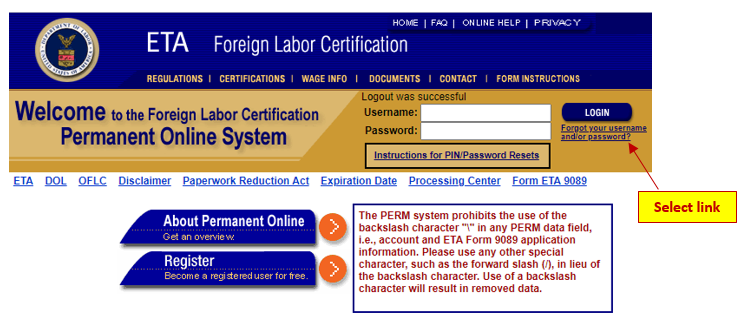 HOME | FAQ | ONLINE HELP | PRIVACY
ETA Foreign Labor Certification
REGULATIONS | CERTIFICATIONS | WAGE INFO | DOCUMENTS | CONTACT | FORM INSTRUCTIONS
Welcome to the Foreign Labor Certification
Permanent Online System
Logout was successful
Username:
Password:
LOGIN
Forgot your username
and/or password?
Instructions for PIN/Password Resets
ETA DOL OFLC Disclaimer Paperwork Reduction Act Expiration Date Processing Center Form ETA 9089
Select link
About Permanent Online
Get an overview.
Register
Become a registered user for free.
The PERM system prohibits the use of the
backslash character "\" in any PERM data field,
i.e., account and ETA Form 9089 application
information. Please use any other special
character, such as the forward slash (/), in lieu of
the backslash character. Use of a backslash
character will result in removed data.